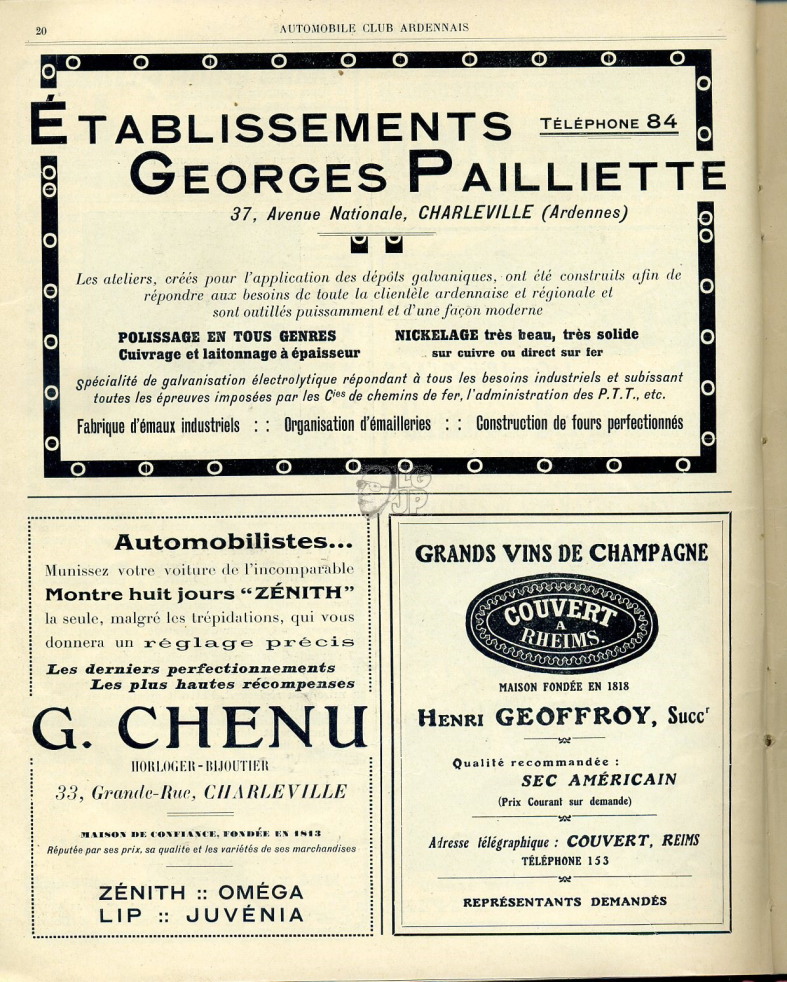 20
AUTOMOBILE CLUB ARDENNAIS
ÉTABLISSEMENTS
TÉLÉPHONE 84
GEORGES PAILLIETTE
37, Avenue Nationale, CHARLEVILLE (Ardennes)
Les ateliers, créés pour l'application des dépôts galvaniques, ont été construits afin de
répondre aux besoins de toute la clientèle ardennaise et régionale et
sont outillés puissamment et d'une façon moderne
POLISSAGE EN TOUS GENRES
Cuivrage et laitonnage à épaisseur
NICKELAGE très beau, très solide
sur cuivre ou direct sur fer
Spécialité de galvanisation électrolytique répondant à tous les besoins industriels et subissant
toutes les épreuves imposées par les Cies de chemins de fer, l'administration des P.T.T., etc.
Fabrique d'émaux industriels : : Organisation d'émailleries : : Construction de fours perfectionnés
LG
JP
Automobilistes...
Munissez votre voiture de l'incomparable
Montre huit jours “ZÉNITH”
la seule, malgré les trépidations, qui vous
donnera un réglage précis
Les derniers perfectionnements
Les plus hautes récompenses
G. CHENU
HORLOGER-BIJOUTIER
33, Grande-Rue, CHARLEVILLE
MAISON DE CONFIANCE, FONDÉE EN 1813
Réputée par ses prix, sa qualité et les variétés de ses marchandises
ZÉNITH :: OMÉGA
LIP :: JUVÉNIA
GRANDS VINS DE CHAMPAGNE
COUVERT
A
RHEIMS.
MAISON FONDÉE EN 1818
HENRI GEOFFROY, Succr
Qualité recommandée :
SEC AMÉRICAIN
(Prix Courant sur demande)
Adresse télégraphique : COUVERT, REIMS
TÉLÉPHONE 153
REPRÉSENTANTS DEMANDÉS